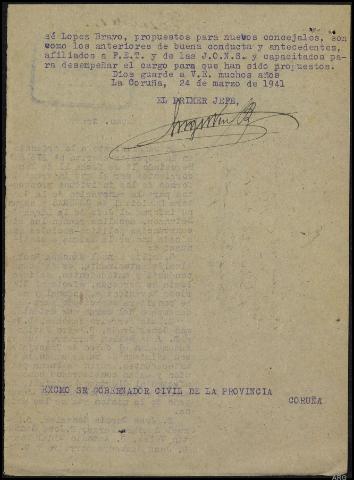 sé Lopez Bravo, propuestos para nuevos concejales, son
como los anteriores de buena conducta y antecedentes,
afiliados a F.E.T. y de las J.O.N.S. y capacitados pa-
ra desempeñar el cargo para que han sido propuestos.
Dios guarde a V.E. muchos años
La Coruña, 24 de marzo de 1941
EL PRIMER JEFE,
EXCMO SR GOBERNADOR CIVIL DE LA PROVINCIA
CORUÑA
ARG